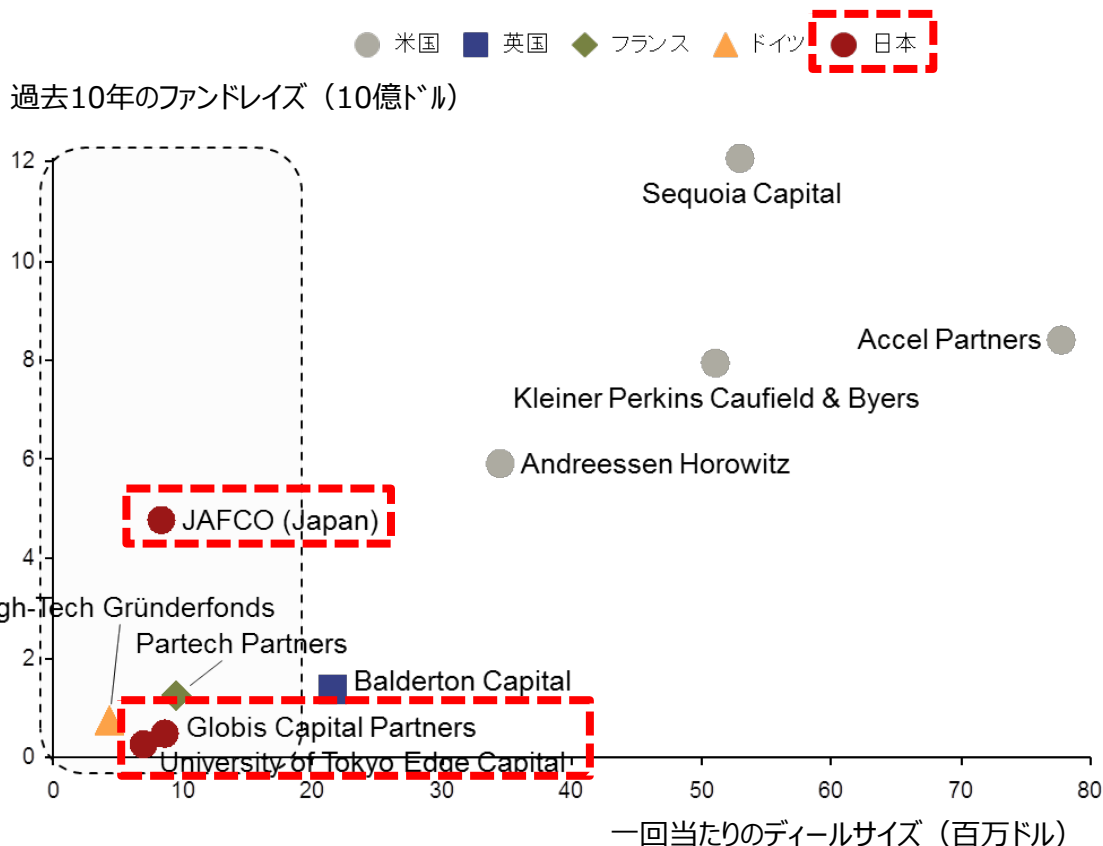 米国 英国 フランス ドイツ 日本
過去10年のファンドレイズ（10億ドル）
12
Sequoia Capital
10
8
Accel Partners
Kleiner Perkins Caufield & Byers
6
Andreessen Horowitz
JAFCO (Japan)
4
gh-Tech Gründerfonds
Partech Partners
2
Balderton Capital
Globis Capital Partners
0
University of Tokyo Edge Capital
0 10 20 30 40 50 60 70 80
一回当たりのディールサイズ（百万ドル）